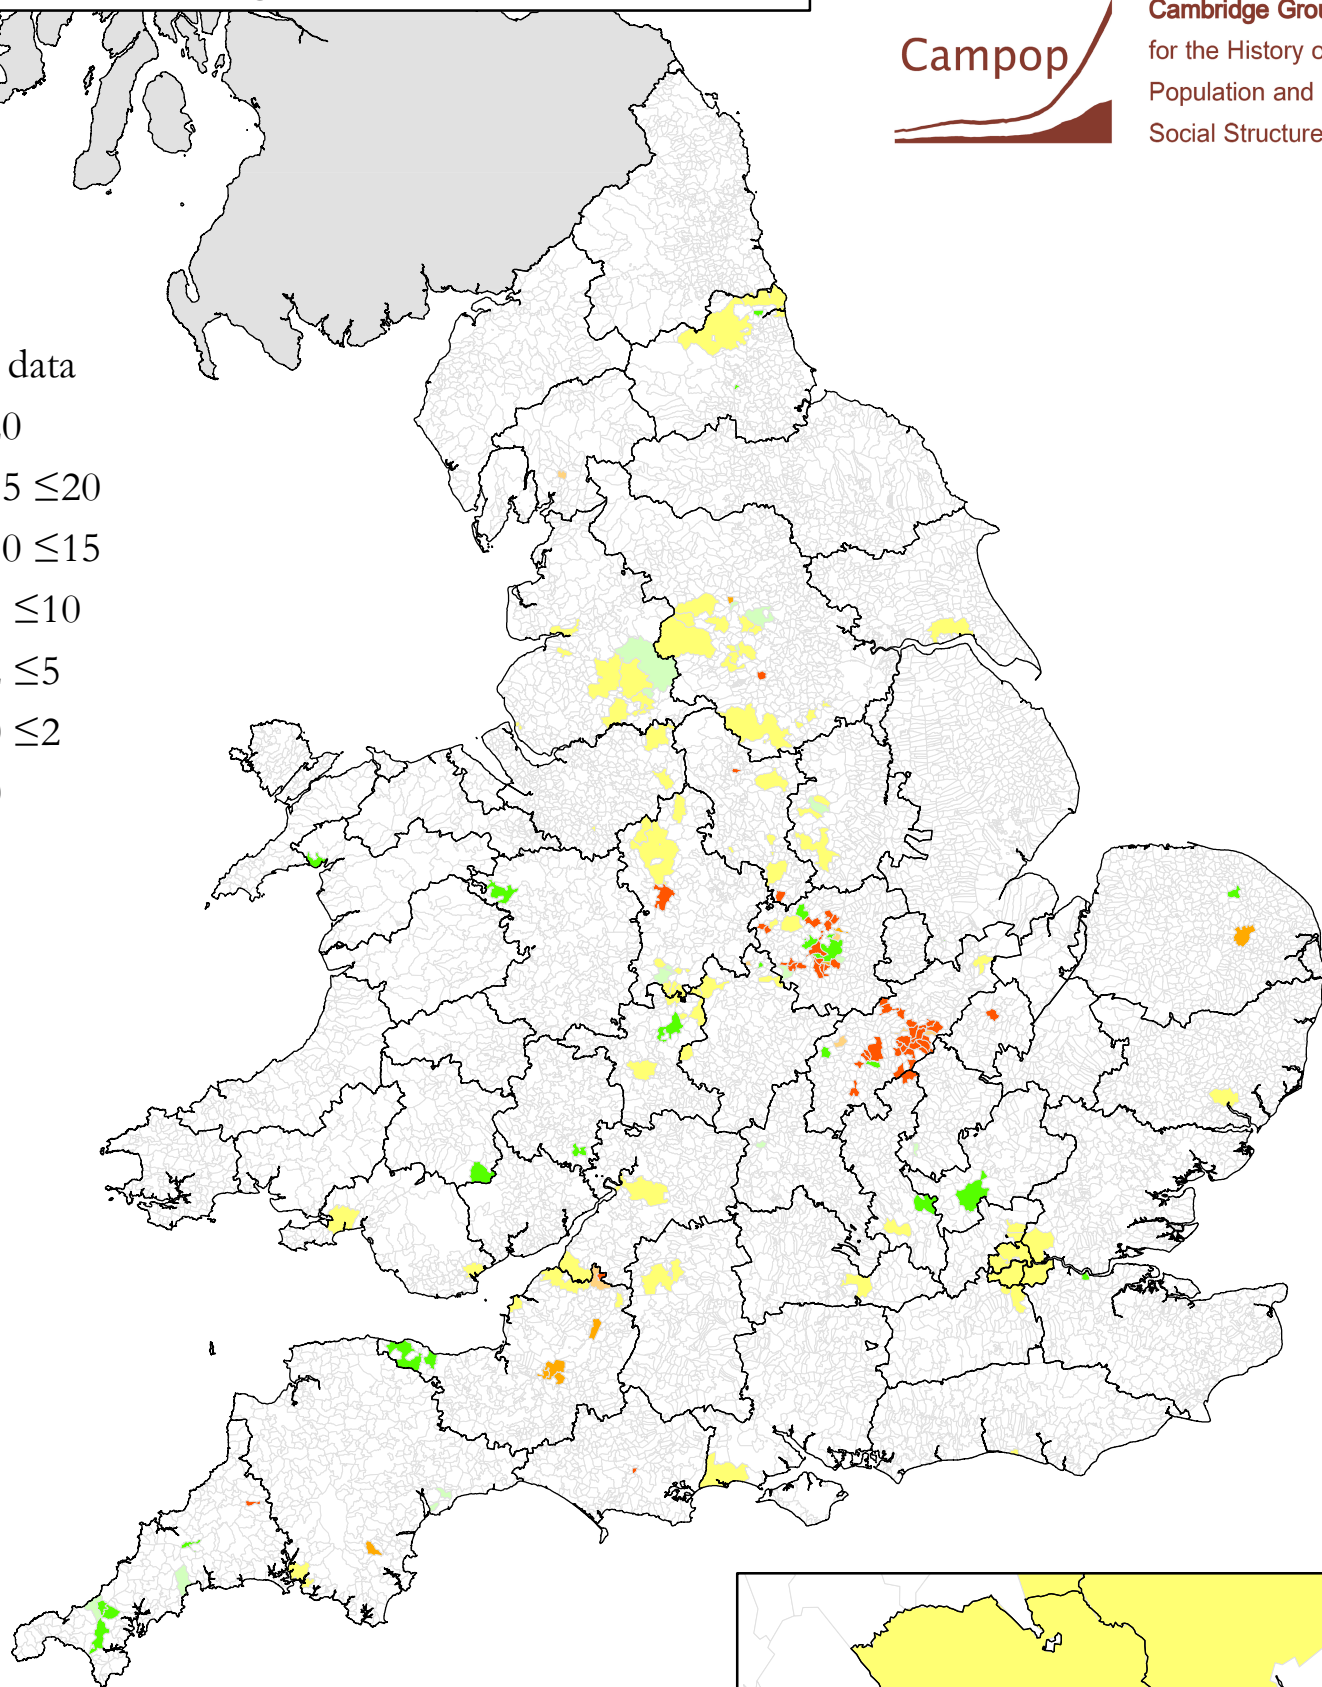 Cambridge Grou
Campop
for the History o
Population and
Social Structure
data
0
5 ≤20
0 ≤15
≤10
≤5
≤2